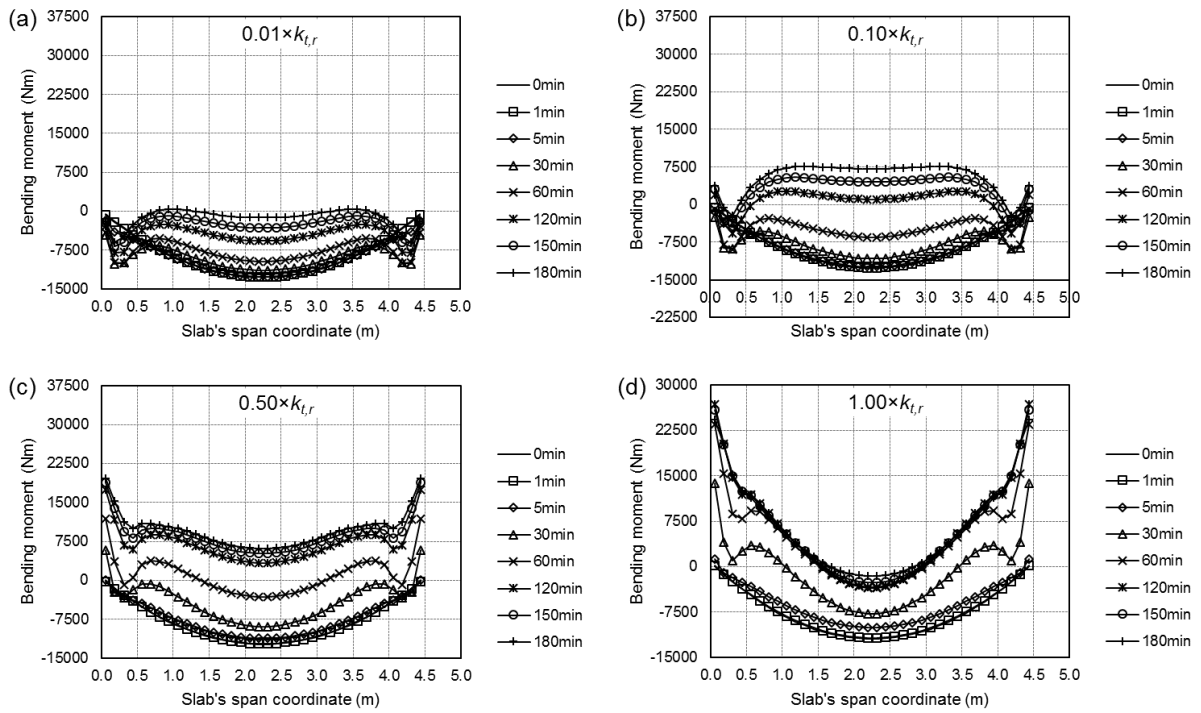 (a)
0.01×kt,r
Bending moment (Nm)
37500
30000
22500
15000
7500
0
-7500
-15000
0.0 0.5 1.0 1.5 2.0 2.5 3.0 3.5 4.0 4.5 5.0
Slab's span coordinate (m)
0min
1min
5min
30min
60min
120min
150min
180min
(b)
0.10×kt,r
Bending moment (Nm)
37500
30000
22500
15000
7500
0
-7500
-15000
-22500
0.0 0.5 1.0 1.5 2.0 2.5 3.0 3.5 4.0 4.5 5.0
Slab's span coordinate (m)
0min
1min
5min
30min
60min
120min
150min
180min
(c)
0.50×kt,r
Bending moment (Nm)
37500
30000
22500
15000
7500
0
-7500
-15000
0.0 0.5 1.0 1.5 2.0 2.5 3.0 3.5 4.0 4.5 5.0
Slab's span coordinate (m)
0min
1min
5min
30min
60min
120min
150min
180min
(d)
1.00×kt,r
Bending moment (Nm)
30000
22500
15000
7500
0
-7500
-15000
0.0 0.5 1.0 1.5 2.0 2.5 3.0 3.5 4.0 4.5 5.0
Slab's span coordinate (m)
0min
1min
5min
30min
60min
120min
150min
180min